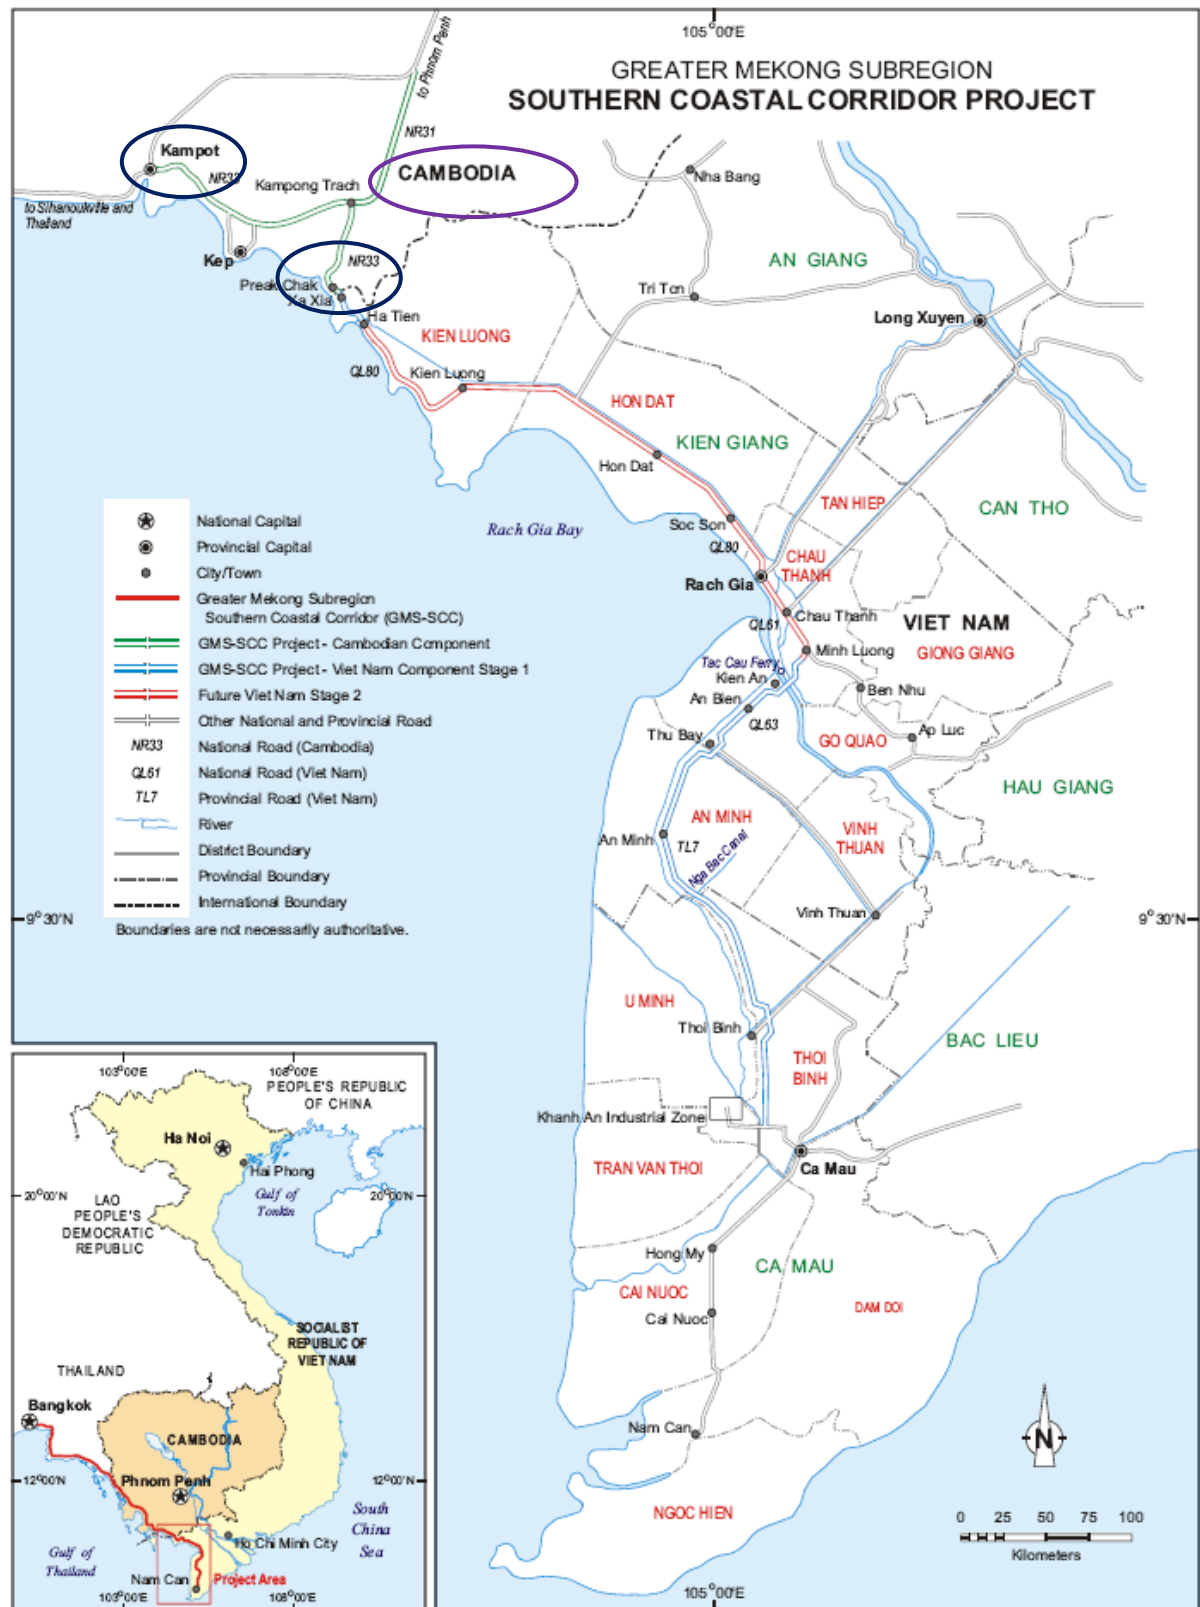 105°00'E
GREATER MEKONG SUBREGION
SOUTHERN COASTAL CORRIDOR PROJECT
to Phnom Penh
NR31
Kampot
NR33
CAMBODIA
Kampong Trach
Nha Bang
to Sihanoukville and
Thailand
Kep
NR33
AN GIANG
Preak Chak
Xa Xia
Tri Ton
Ha Tien
Long Xuyen
KIEN LUONG
QL80
Kien Luong
HON DAT
KIEN GIANG
Hon Dat
TAN HIEP
CAN THO
Rach Gia Bay
Soc Son
QL80
CHAU
THANH
Rach Gia
Chau Thanh
QL61
VIET NAM
Minh Luong
GIONG GIANG
Tac Cau Ferry
Kien An
Ben Nhu
An Bien
QL63
Thu Bay
GO QUAO
Ap Luc
HAU GIANG
AN MINH
VINH
THUAN
An Minh
TL7
Nga Bac Canal
Vinh Thuan
National Capital
Provincial Capital
City/Town
Greater Mekong Subregion
Southern Coastal Corridor (GMS-SCC)
GMS-SCC Project - Cambodian Component
GMS-SCC Project - Viet Nam Component Stage 1
Future Viet Nam Stage 2
Other National and Provincial Road
NR33 National Road (Cambodia)
QL61 National Road (Viet Nam)
TL7 Provincial Road (Viet Nam)
River
District Boundary
Provincial Boundary
International Boundary
9°30'N
9°30'N
Boundaries are not necessarily authoritative.
U MINH
Thoi Binh
BAC LIEU
THOI
BINH
Khanh An Industrial Zone
TRAN VAN THOI
Ca Mau
Hong My
CA MAU
CAI NUOC
DAM DOI
Cai Nuoc
Nam Can
NGOC HIEN
N
0 25 50 75 100
Kilometers
105°00'E
103°00'E
108°00'E
PEOPLE'S REPUBLIC
OF CHINA
Ha Noi
Hai Phong
20°00'N
20°00'N
Gulf of
Tonkin
LAO
PEOPLE'S
DEMOCRATIC
REPUBLIC
SOCIALIST
REPUBLIC OF
VIET NAM
THAILAND
Bangkok
CAMBODIA
Phnom Penh
12°00'N
12°00'N
South
China
Sea
Ho Chi Minh City
Gulf of
Thailand
Nam Can
Project Area
103°00'E
108°00'E